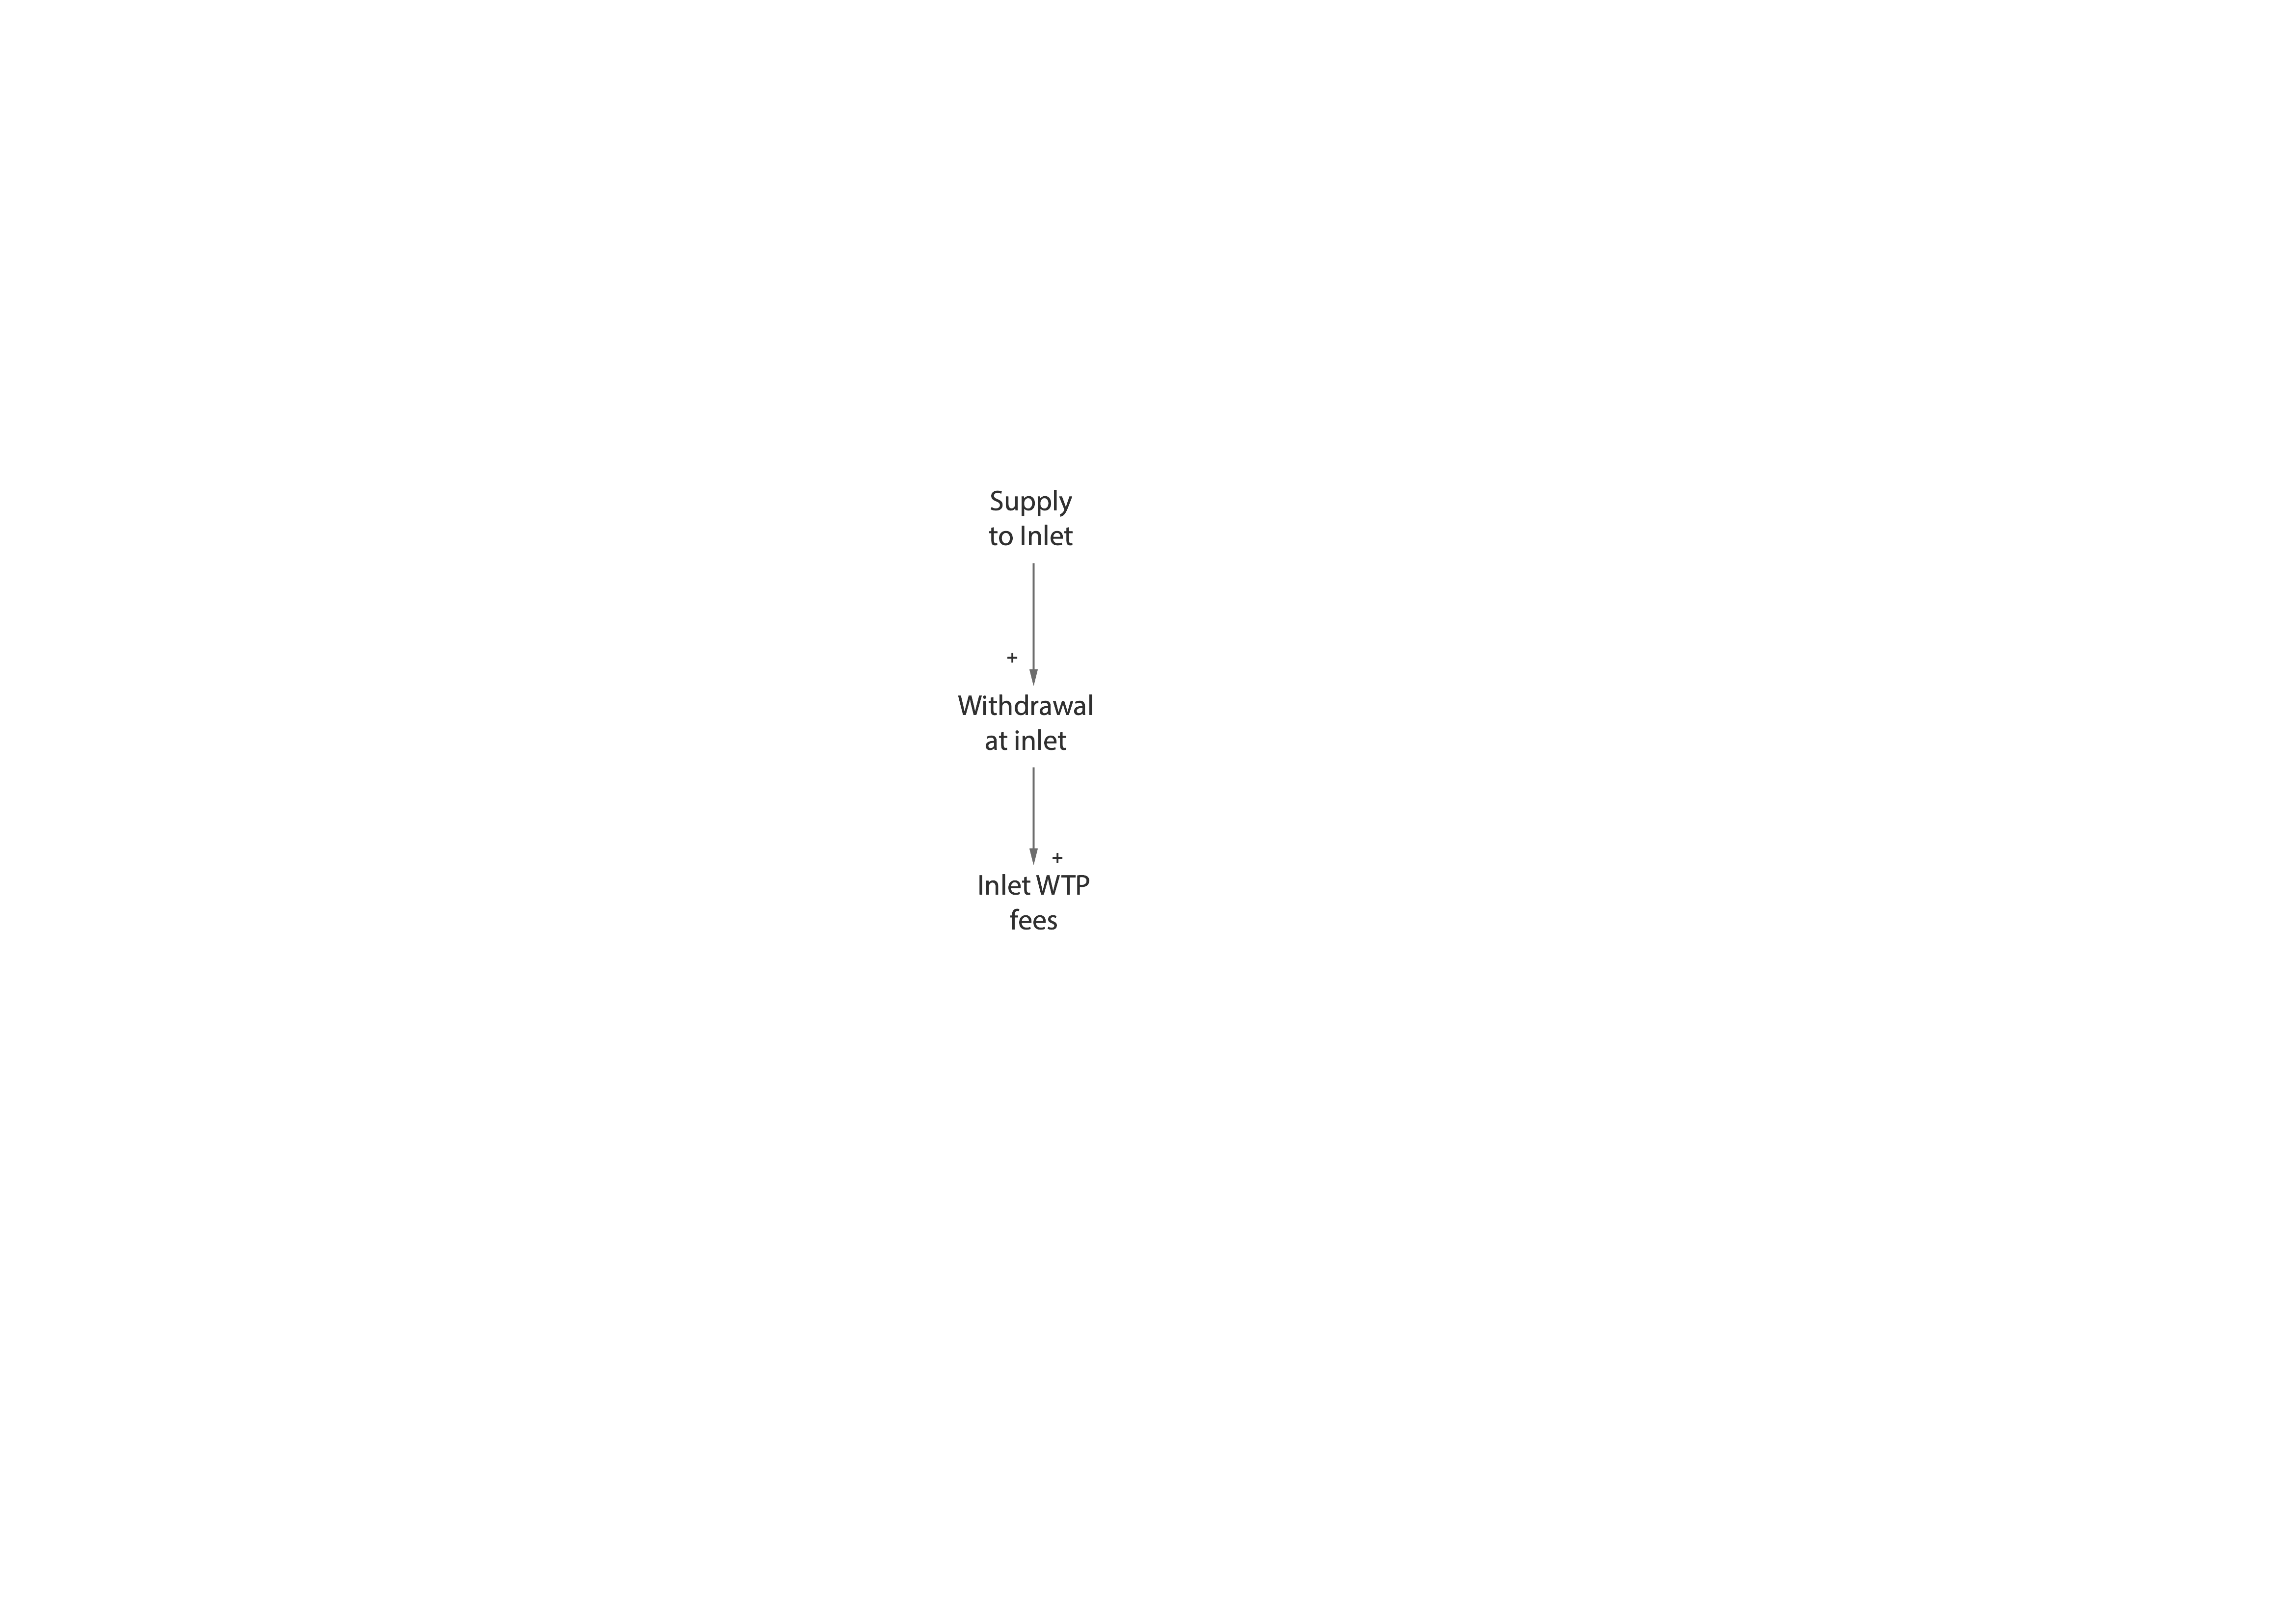 Supply
to Inlet
+
Withdrawal
at inlet
+
Inlet WTP
fees